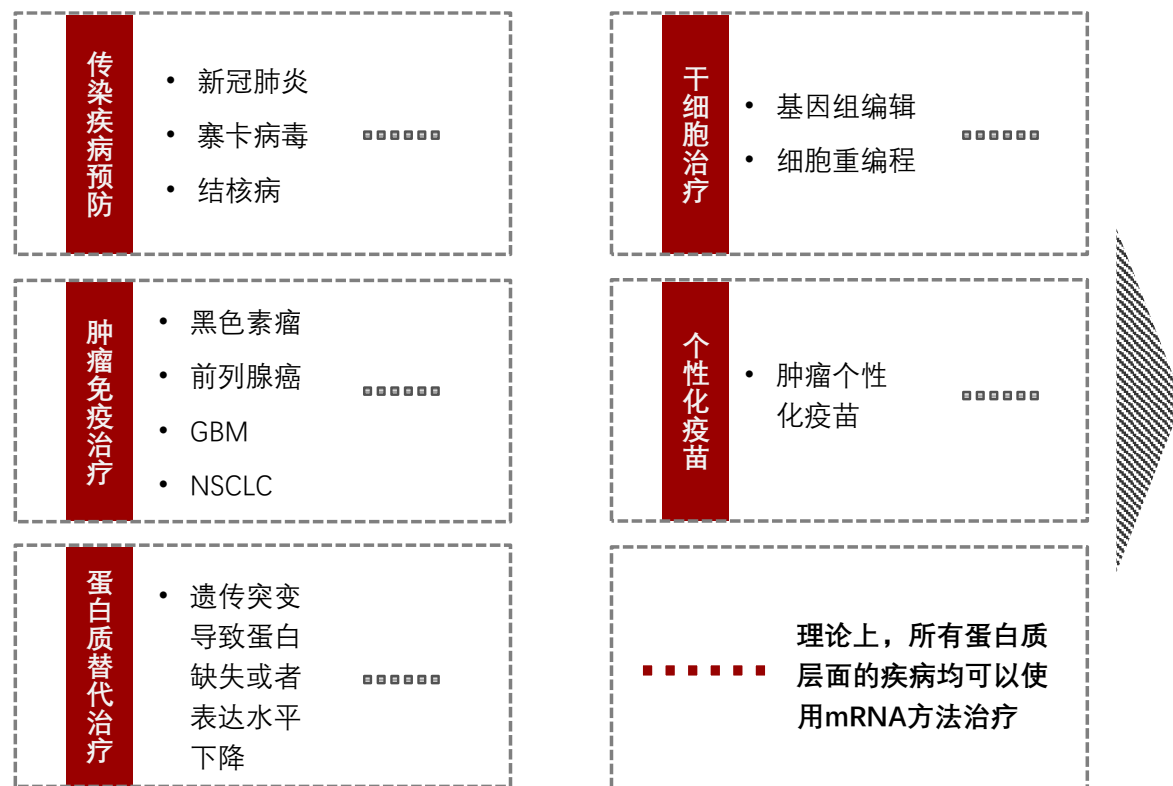 传染疾病预防
• 新冠肺炎
• 寨卡病毒
• 结核病
干细胞治疗
• 基因组编辑
• 细胞重编程
肿瘤免疫治疗
• 黑色素瘤
• 前列腺癌
• GBM
• NSCLC
个性化疫苗
• 肿瘤个性
化疫苗
蛋白质替代治疗
• 遗传突变
导致蛋白
缺失或者
表达水平
下降
理论上，所有蛋白质
层面的疾病均可以使
用mRNA方法治疗